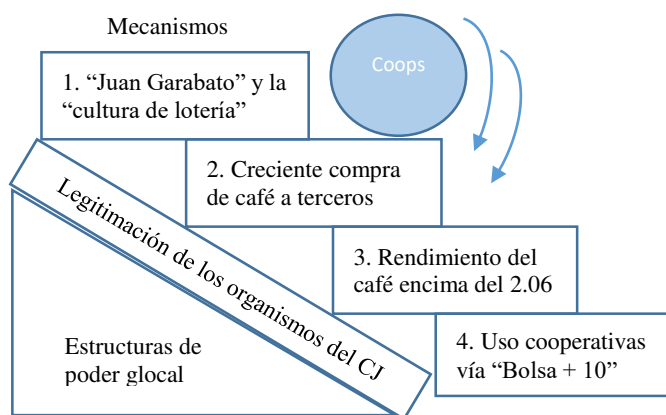 Mecanismos
Coops
1. “Juan Garabato” y la
“cultura de lotería”
2. Creciente compra
de café a terceros
Legitimación de los organismos del CJ
3. Rendimiento del
café encima del 2.06
4. Uso cooperativas
vía “Bolsa + 10”
Estructuras de
poder glocal